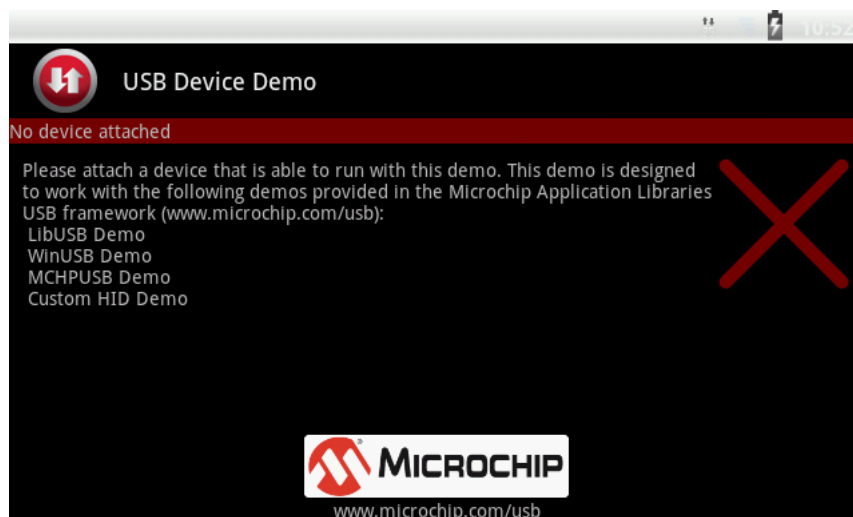 10:52
USB Device Demo
No device attached
Please attach a device that is able to run with this demo. This demo is designed
to work with the following demos provided in the Microchip Application Libraries
USB framework (www.microchip.com/usb):
LibUSB Demo
WinUSB Demo
MCHPUSB Demo
Custom HID Demo
MICROCHIP
www.microchip.com/usb